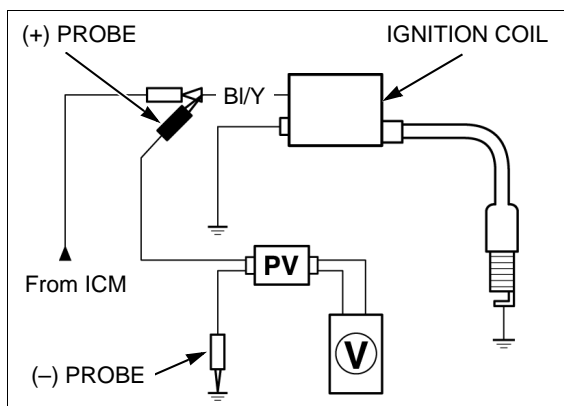 (+) PROBE
IGNITION COIL
Bl/Y
From ICM
PV
V
(–) PROBE